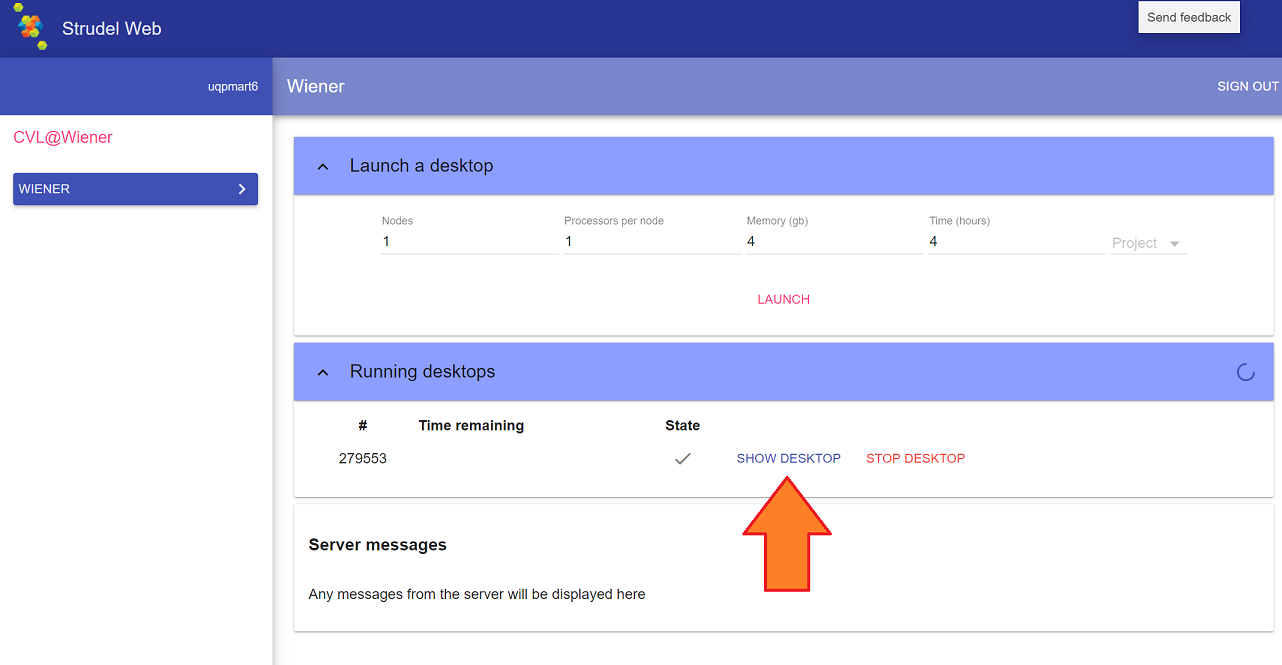 Strudel Web
Send feedback
uqpmart6
Wiener
SIGN OUT
CVL@Wiener
WIENER
Launch a desktop
Nodes Processors per node Memory (gb) Time (hours)
1 1 4 4 Project
LAUNCH
Running desktops
# Time remaining State
279553 SHOW DESKTOP STOP DESKTOP
Server messages
Any messages from the server will be displayed here